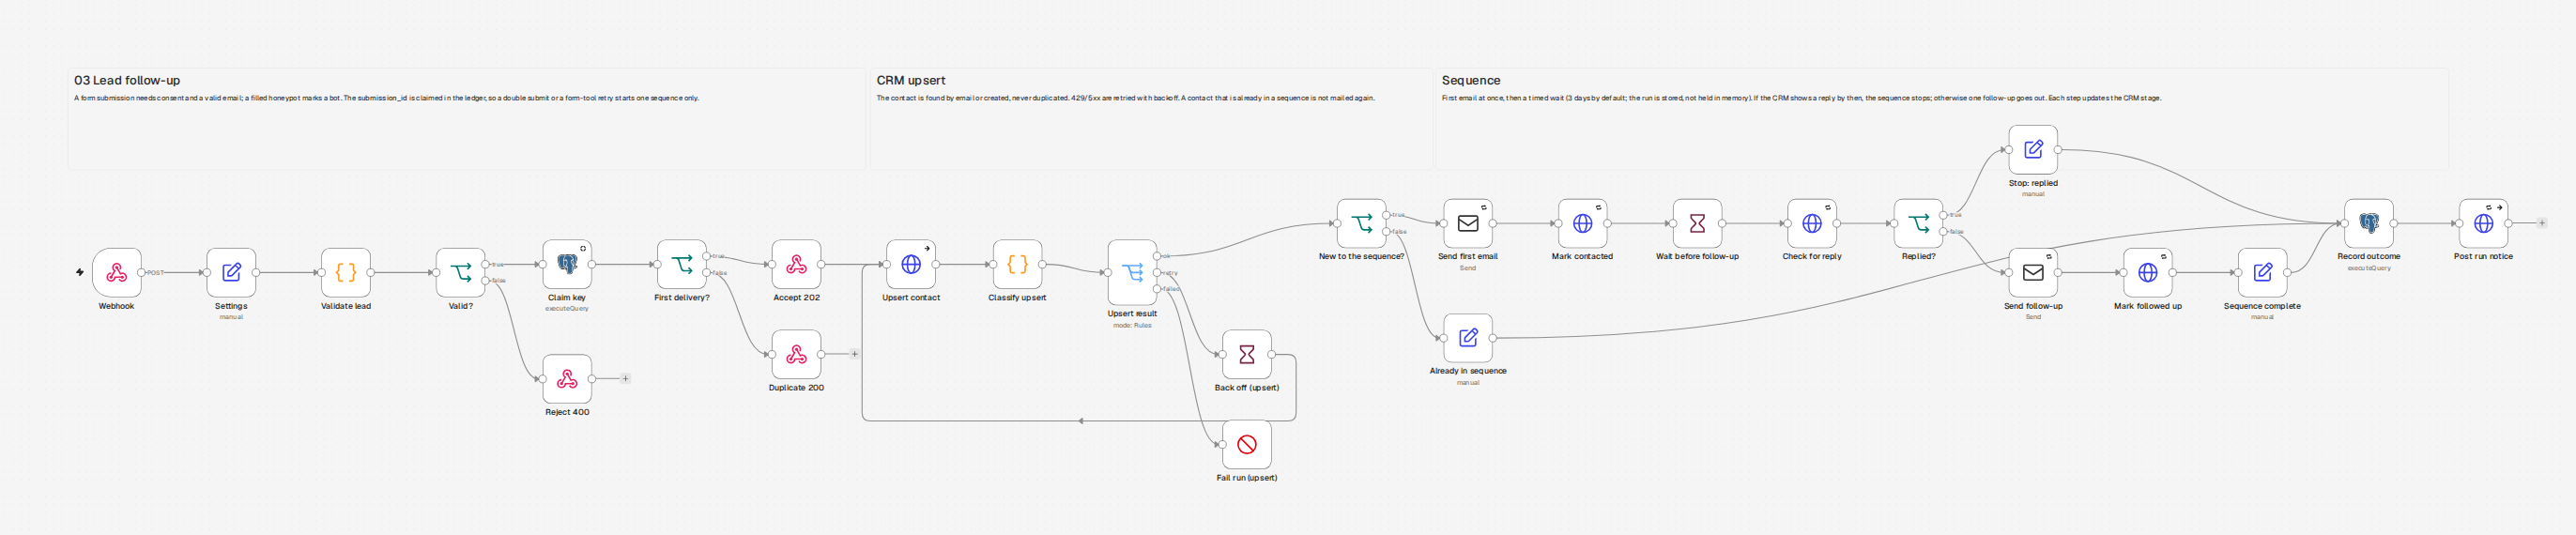 03 Lead follow-up
A form submission needs consent and a valid email; a filled honeypot marks a bot. The submission_id is claimed in the ledger, so a double submit or a form-tool retry starts one sequence only.
CRM upsert
The contact is found by email or created, never duplicated. 429/5xx are retried with backoff. A contact that is already in a sequence is not mailed again.
Sequence
First email at once, then a timed wait (3 days by default; the run is stored, not held in memory). If the CRM shows a reply by then, the sequence stops; otherwise one follow-up goes out. Each step updates the CRM stage.
Webhook
POST
Settings
manual
Validate lead
Valid?
true
false
Claim key
executeQuery
Reject 400
First delivery?
true
false
Accept 202
Duplicate 200
Upsert contact
Classify upsert
Upsert result
mode: Rules
ok
retry
failed
Back off (upsert)
Fail run (upsert)
New to the sequence?
true
false
Send first email
Send
Already in sequence
manual
Mark contacted
Wait before follow-up
Check for reply
Replied?
true
false
Stop: replied
manual
Send follow-up
Send
Mark followed up
Sequence complete
manual
Record outcome
executeQuery
Post run notice